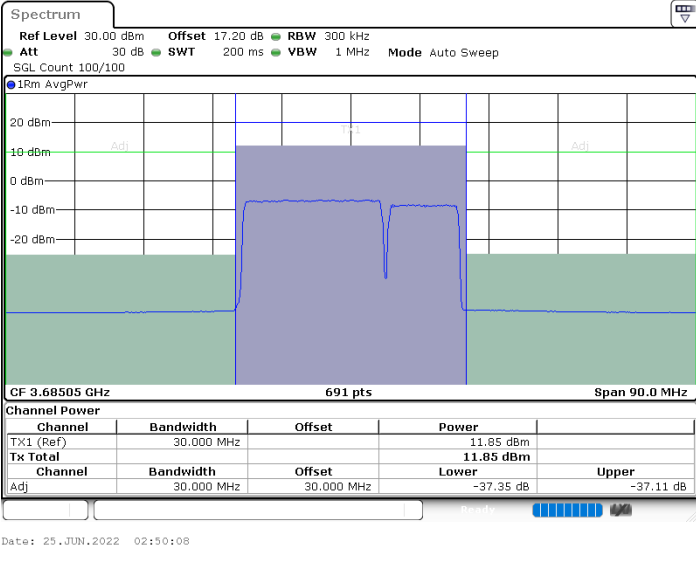 Spectrum
Ref Level 30.00 dBm Offset 17.20 dB RBW 300 kHz
Att 30 dB SWT 200 ms VBW 1 MHz Mode Auto Sweep
SGL Count 100/100
1Rm AvgPwr
20 dBm
TX1
Adj Adj
10 dBm
0 dBm
-10 dBm
-20 dBm
CF 3.68505 GHz 691 pts Span 90.0 MHz
Channel Power
Channel Bandwidth Offset Power
TX1 (Ref) 30.000 MHz 11.85 dBm
Tx Total 11.85 dBm
Channel Bandwidth Offset Lower Upper
Adj 30.000 MHz 30.000 MHz -37.35 dB -37.11 dB
Ready
Date: 25.JUN.2022 02:50:08